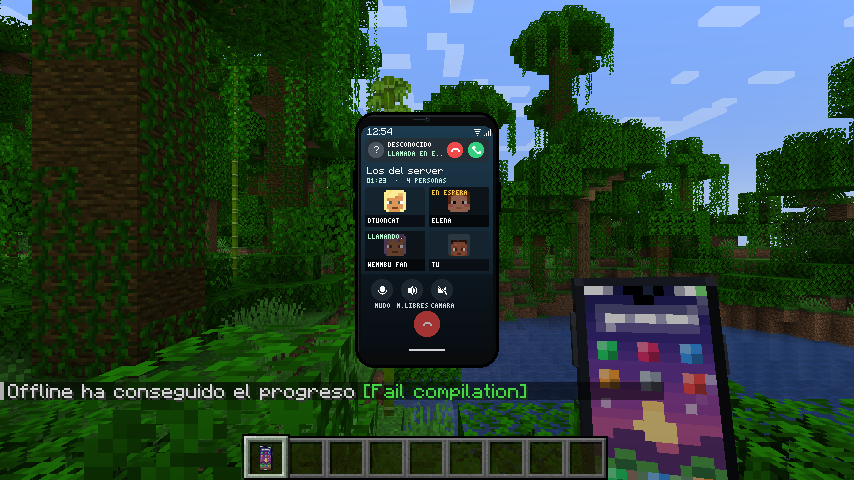 12:54
?
DESCONOCIDO
LLAMADA EN E..
Los del server
01:23 · 4 PERSONAS
EN ESPERA
DTUONCAT
ELENA
LLAMANDO.
WEMMBU FAN
TU
MUDO
M.LIBRES
CAMARA
Offline ha conseguido el progreso [Fail compilation]